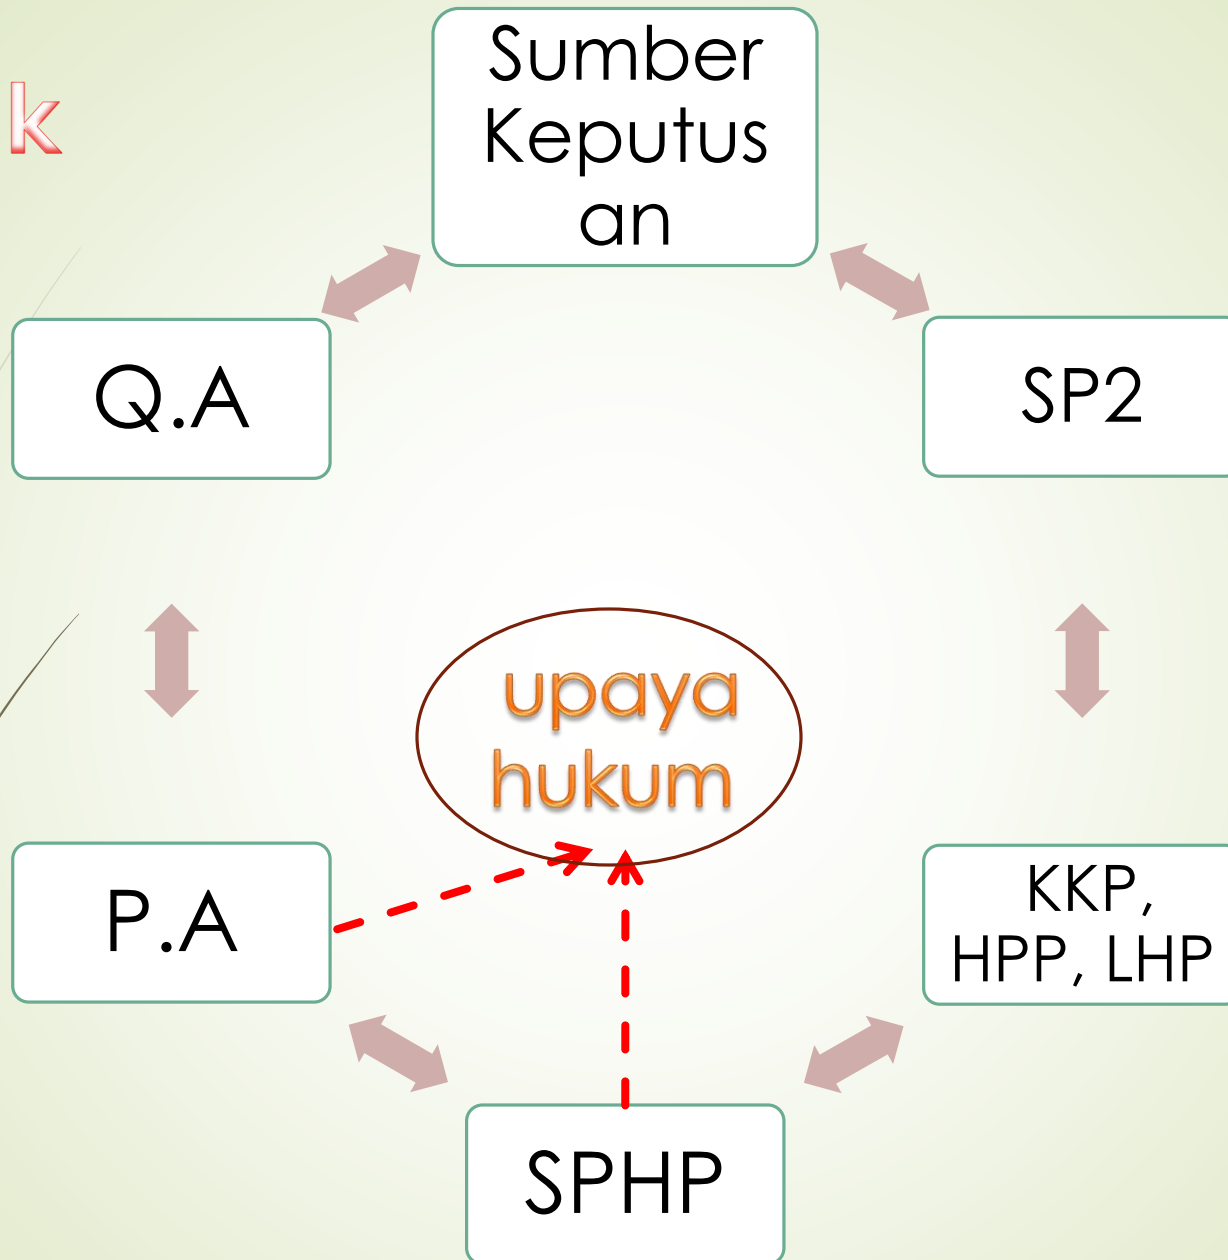 k
Sumber
Keputus
an
Q.A
SP2
upaya
hukum
P.A
KKP,
HPP, LHP
SPHP